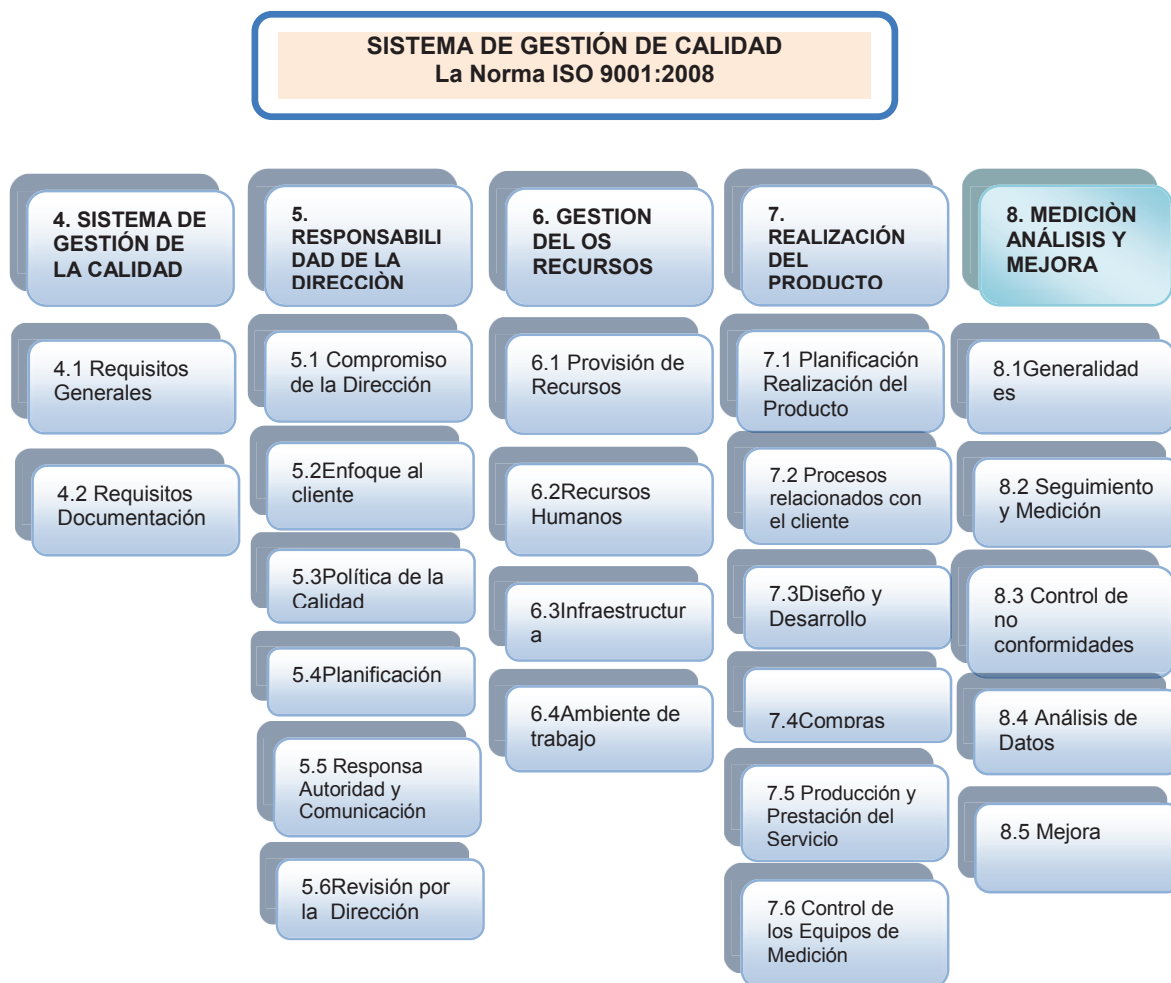 SISTEMA DE GESTIÓN DE CALIDAD
La Norma ISO 9001:2008
4. SISTEMA DE
GESTIÓN DE
LA CALIDAD
4.1 Requisitos
Generales
4.2 Requisitos
Documentación
5.
RESPONSABILI
DAD DE LA
DIRECCIÒN
5.1 Compromiso
de la Dirección
5.2Enfoque al
cliente
5.3Política de la
Calidad
5.4Planificación
5.5 Responsa
Autoridad y
Comunicación
5.6Revisión por
la Dirección
6. GESTION
DEL OS
RECURSOS
6.1 Provisión de
Recursos
6.2Recursos
Humanos
6.3Infraestructur
a
6.4Ambiente de
trabajo
7.
REALIZACIÓN
DEL
PRODUCTO
7.1 Planificación
Realización del
Producto
7.2 Procesos
relacionados con
el cliente
7.3Diseño y
Desarrollo
7.4Compras
7.5 Producción y
Prestación del
Servicio
7.6 Control de
los Equipos de
Medición
8. MEDICIÒN
ANÁLISIS Y
MEJORA
8.1Generalidad
es
8.2 Seguimiento
y Medición
8.3 Control de
no
conformidades
8.4 Análisis de
Datos
8.5 Mejora